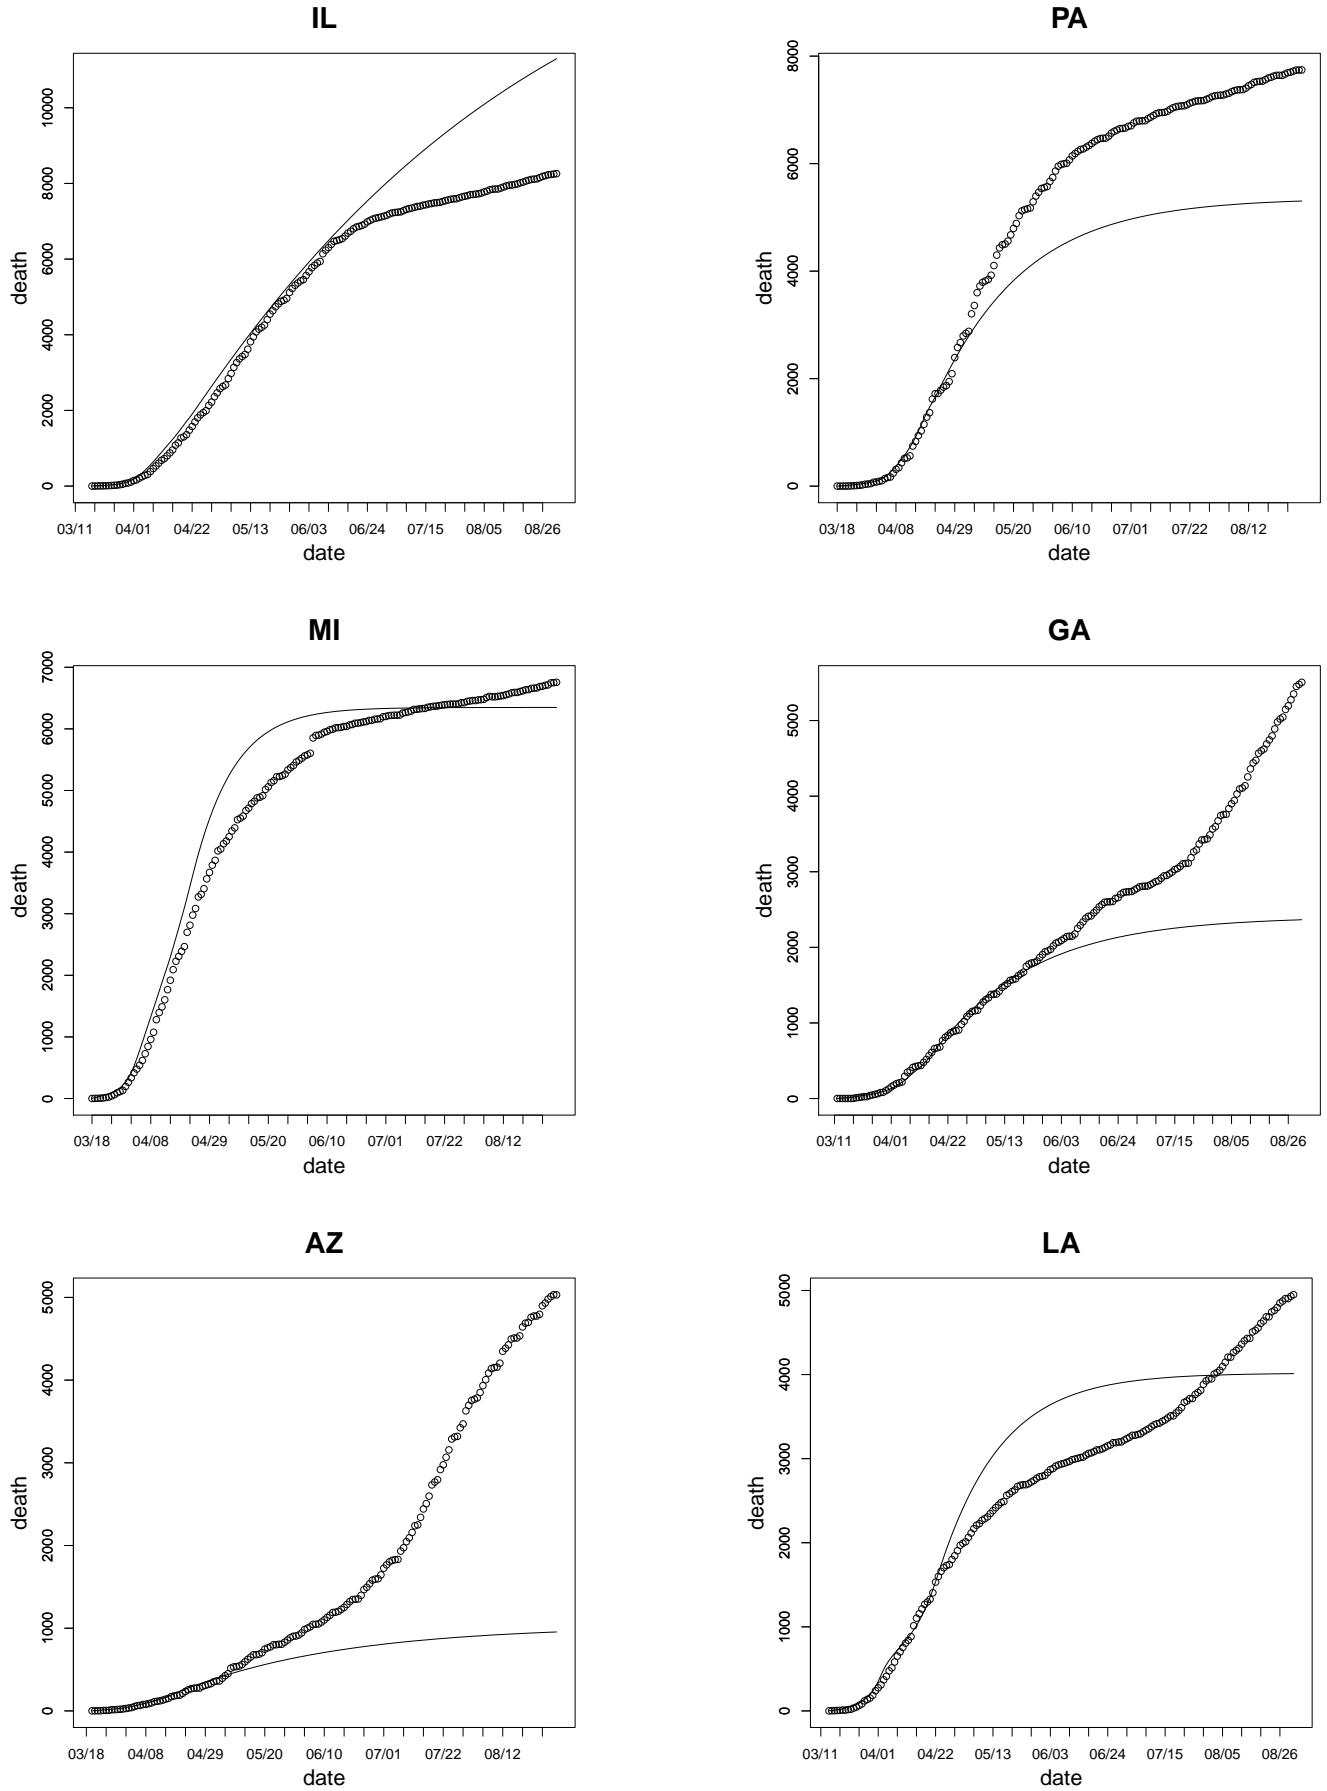 IL
death
0 2000 4000 6000 8000 10000
03/11 04/01 04/22 05/13 06/03 06/24 07/15 08/05 08/26
date
PA
death
0 2000 4000 6000 8000
03/18 04/08 04/29 05/20 06/10 07/01 07/22 08/12
date
MI
death
0 1000 2000 3000 4000 5000 6000 7000
03/18 04/08 04/29 05/20 06/10 07/01 07/22 08/12
date
GA
death
0 1000 2000 3000 4000 5000
03/11 04/01 04/22 05/13 06/03 06/24 07/15 08/05 08/26
date
AZ
death
0 1000 2000 3000 4000 5000
03/18 04/08 04/29 05/20 06/10 07/01 07/22 08/12
date
LA
death
0 1000 2000 3000 4000 5000
03/11 04/01 04/22 05/13 06/03 06/24 07/15 08/05 08/26
date